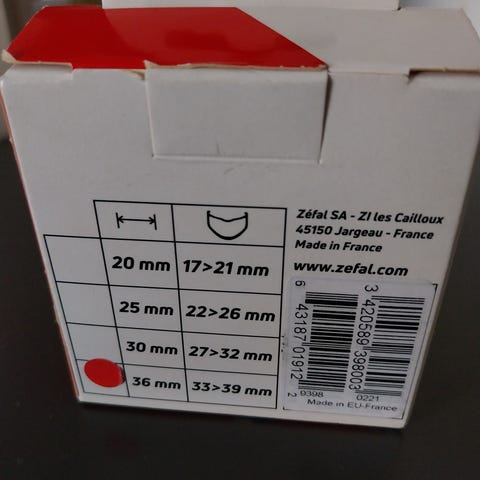 Zéfal SA - ZI les Cailloux
45150 Jargeau - France
Made in France
www.zefal.com
20 mm 17>21 mm
25 mm 22>26 mm
30 mm 27>32 mm
36 mm 33>39 mm
6 43187 01912 2
3 420589 398003
9398 0221
Made in EU-France